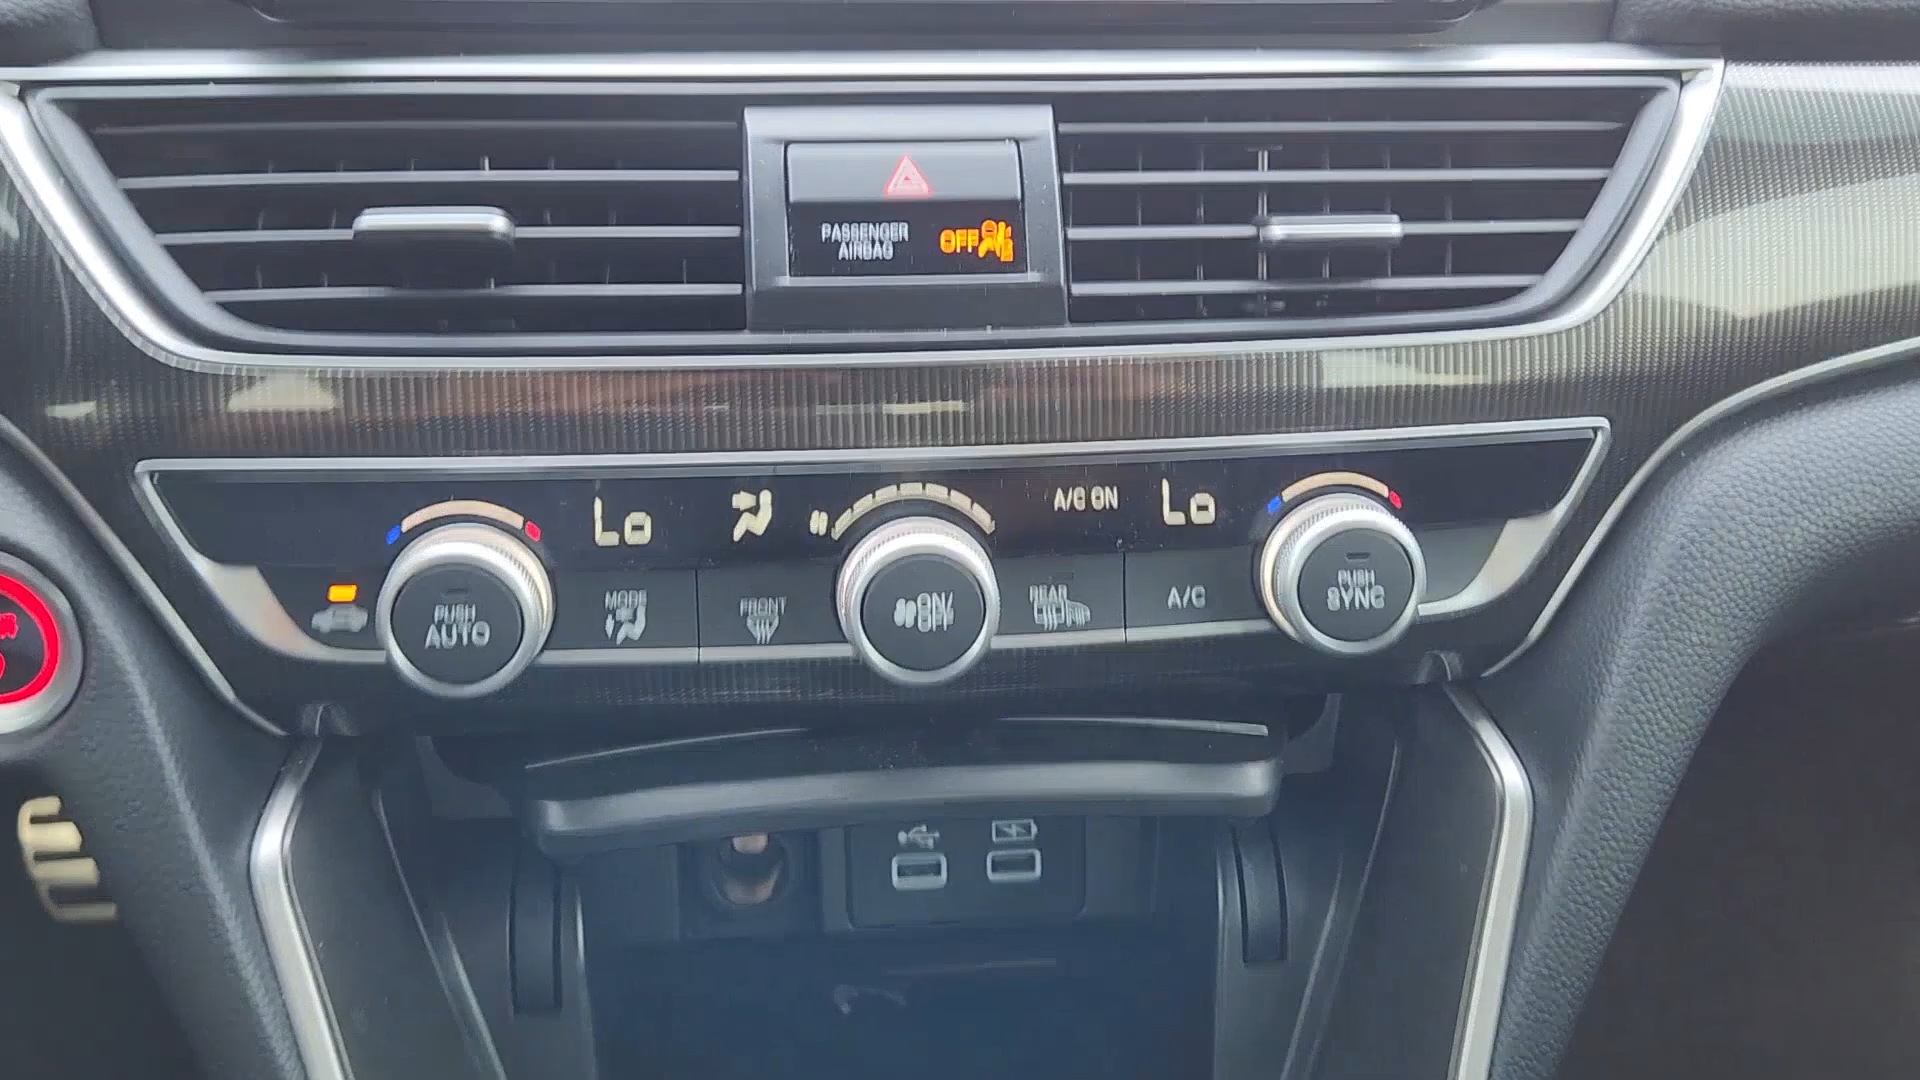 PASSENGER
AIRBAG
OFF
Lo
A/C ON
Lo
PUSH
AUTO
MODE
FRONT
ON/
OFF
REAR
A/C
PUSH
SYNC